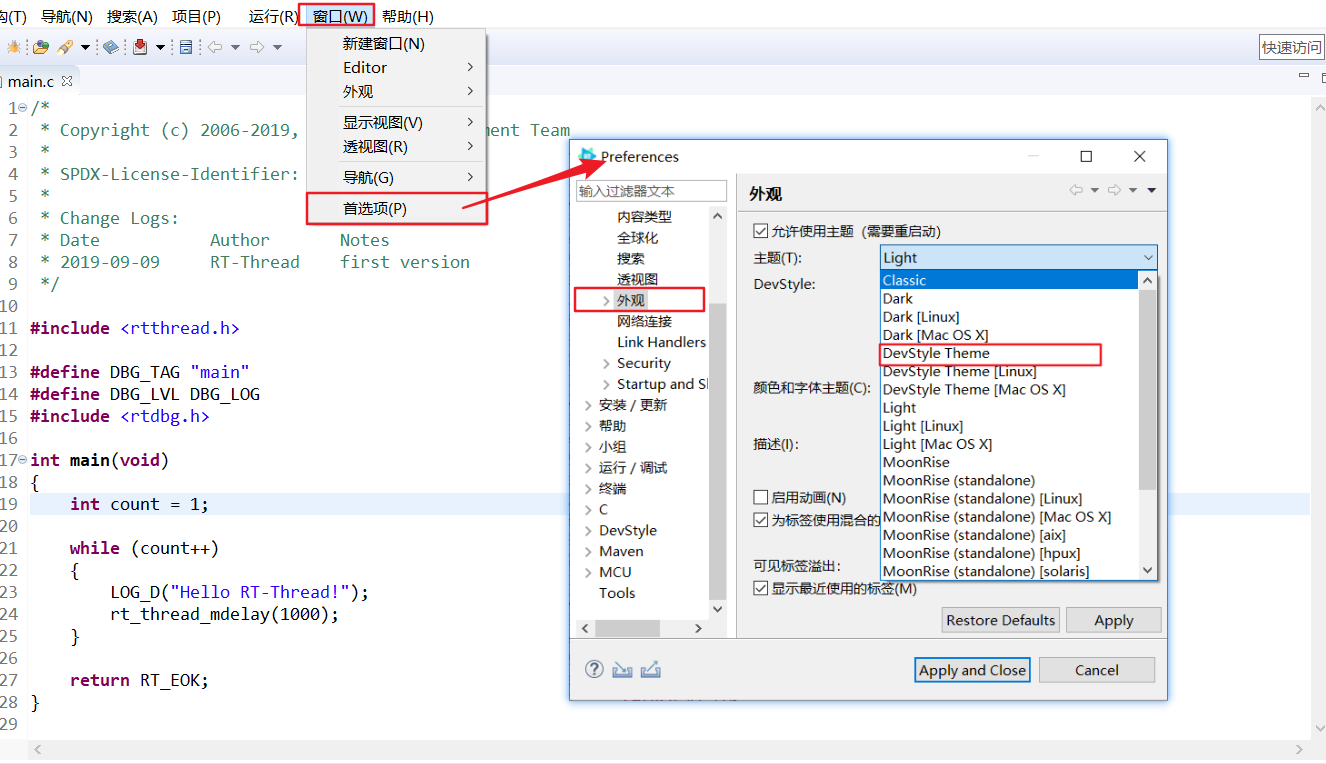 构(T) 导航(N) 搜索(A) 项目(P) 运行(R) 窗口(W) 帮助(H)
快速访问
main.c
新建窗口(N)
Editor
外观
显示视图(V)
透视图(R)
导航(G)
首选项(P)
1 /*
2  * Copyright (c) 2006-2019, ment Team
3  *
4  * SPDX-License-Identifier:
5  *
6  * Change Logs:
7  * Date Author Notes
8  * 2019-09-09 RT-Thread first version
9  */
10
11 #include <rtthread.h>
12
13 #define DBG_TAG "main"
14 #define DBG_LVL DBG_LOG
15 #include <rtdbg.h>
16
17 int main(void)
18 {
19     int count = 1;
20
21     while (count++)
22     {
23         LOG_D("Hello RT-Thread!");
24         rt_thread_mdelay(1000);
25     }
26
27     return RT_EOK;
28 }
29
Preferences
输入过滤器文本
内容类型
全球化
搜索
透视图
外观
网络连接
Link Handlers
Security
Startup and Sh
安装 / 更新
帮助
小组
运行 / 调试
终端
C
DevStyle
Maven
MCU
Tools
外观
允许使用主题（需要重启动)
主题(T): Light
DevStyle:
Classic
Dark
Dark [Linux]
Dark [Mac OS X]
DevStyle Theme
DevStyle Theme [Linux]
DevStyle Theme [Mac OS X]
Light
Light [Linux]
Light [Mac OS X]
MoonRise
MoonRise (standalone)
MoonRise (standalone) [Linux]
MoonRise (standalone) [Mac OS X]
MoonRise (standalone) [aix]
MoonRise (standalone) [hpux]
MoonRise (standalone) [solaris]
颜色和字体主题(C):
描述(I):
启用动画(N)
为标签使用混合的
可见标签溢出：
显示最近使用的标签(M)
Restore Defaults Apply
Apply and Close Cancel